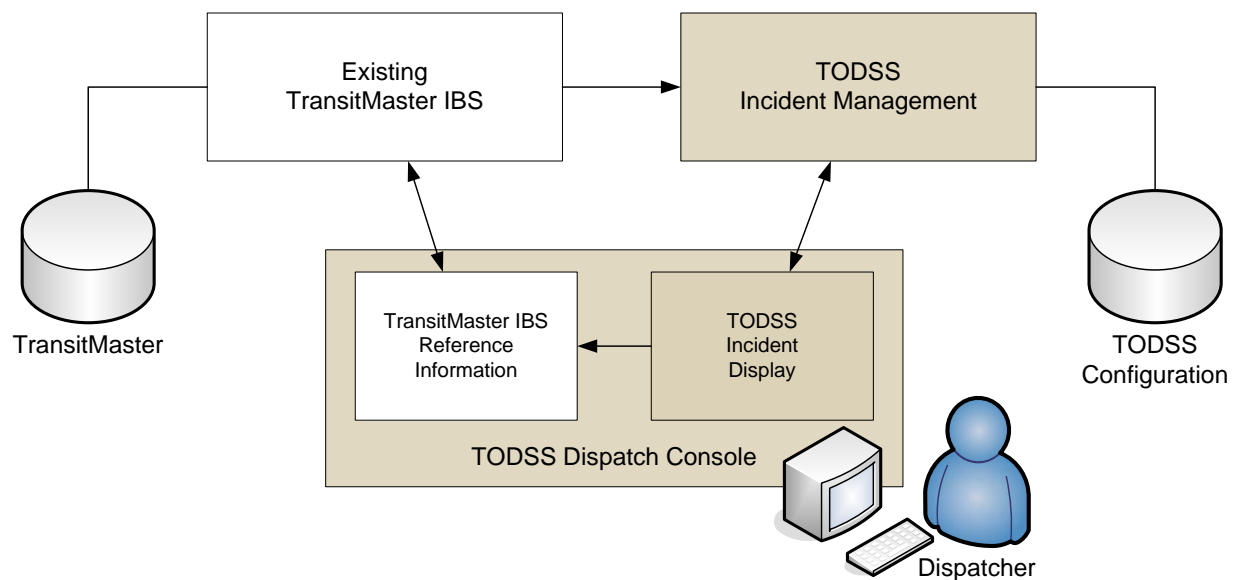 Existing
TransitMaster IBS
TODSS
Incident Management
TransitMaster
TransitMaster IBS
Reference
Information
TODSS
Incident
Display
TODSS
Configuration
TODSS Dispatch Console
Dispatcher